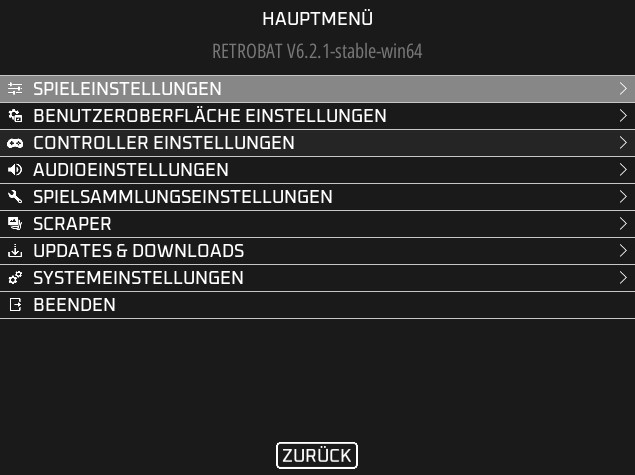 HAUPTMENÜ
RETROBAT V6.2.1-stable-win64
SPIELEINSTELLUNGEN
BENUTZEROBERFLÄCHE EINSTELLUNGEN
CONTROLLER EINSTELLUNGEN
AUDIOEINSTELLUNGEN
SPIELSAMMLUNGSEINSTELLUNGEN
SCRAPER
UPDATES & DOWNLOADS
SYSTEMEINSTELLUNGEN
BEENDEN
ZURÜCK